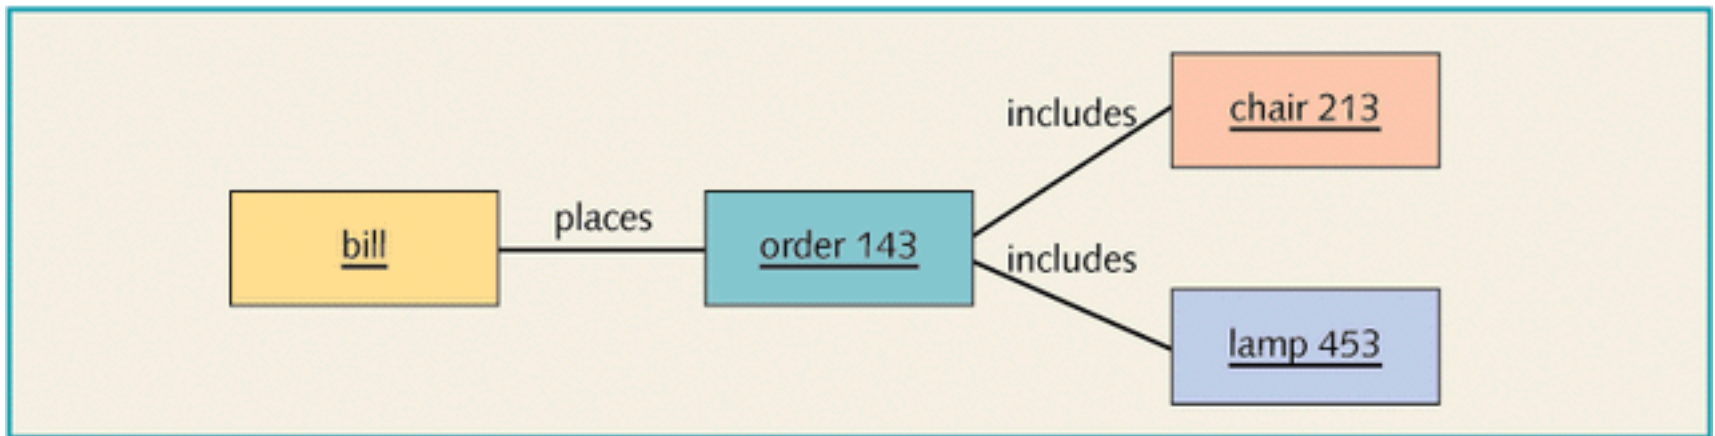 bill
places
order 143
includes
chair 213
includes
lamp 453